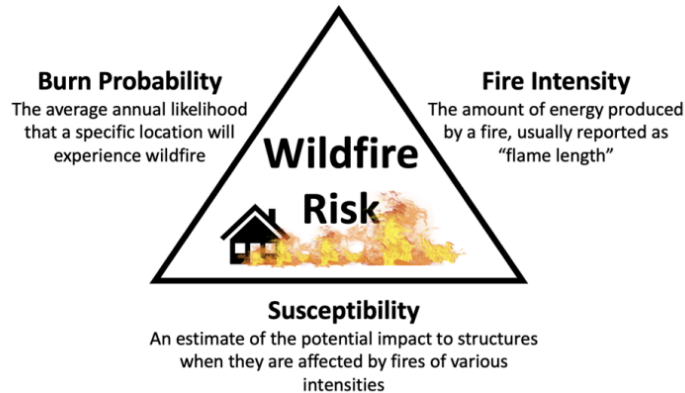 Burn Probability
The average annual likelihood
that a specific location will
experience wildfire
Fire Intensity
The amount of energy produced
by a fire, usually reported as
“flame length”
Wildfire
Risk
Susceptibility
An estimate of the potential impact to structures
when they are affected by fires of various
intensities